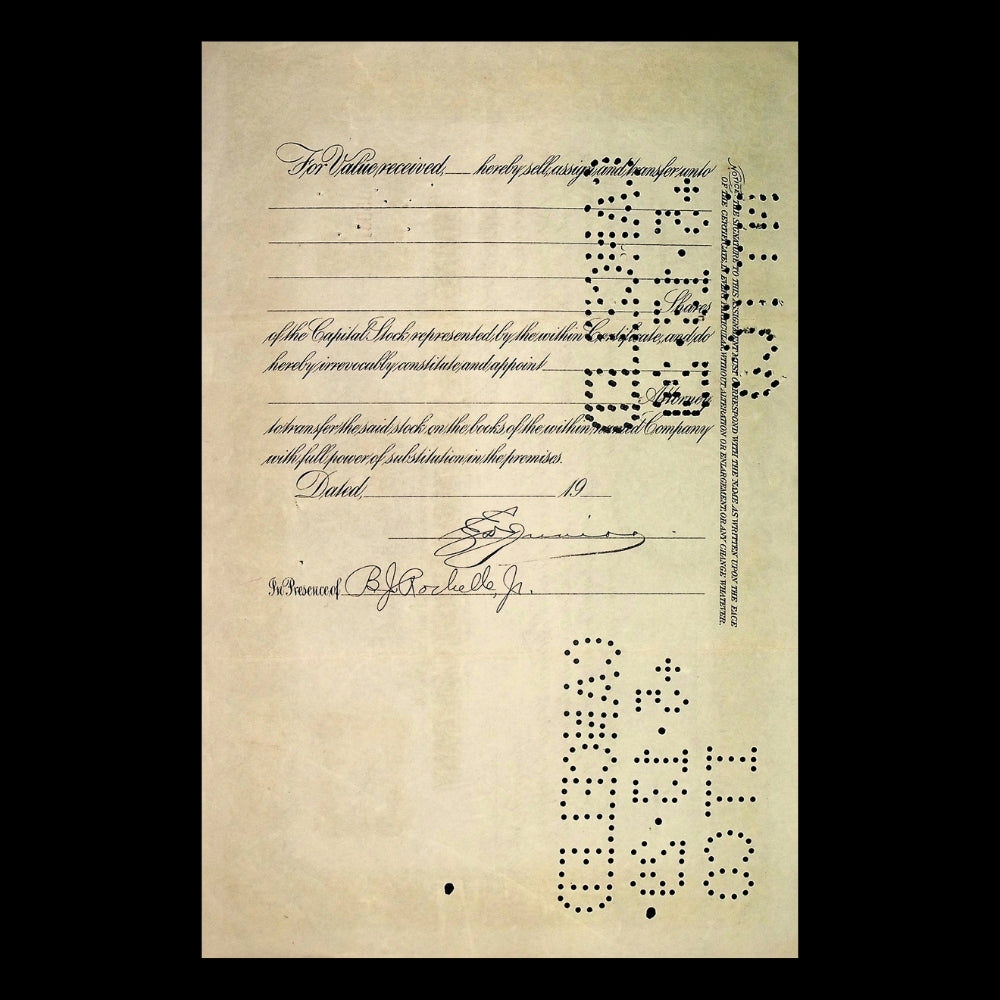 For Value received, ___ hereby sell, assign and transfer unto
Shares
of the Capital Stock represented by the within Certificate, and do
hereby irrevocably constitute and appoint
Attorney
to transfer the said stock on the books of the within named Company
with full power of substitution in the premises.
Dated, 19
In Presence of B.J. Rochelle, Jr.
NOTICE. THE SIGNATURE TO THIS ASSIGNMENT MUST CORRESPOND WITH THE NAME AS WRITTEN UPON THE FACE
OF THE CERTIFICATE, IN EVERY PARTICULAR, WITHOUT ALTERATION OR ENLARGEMENT, OR ANY CHANGE WHATEVER.